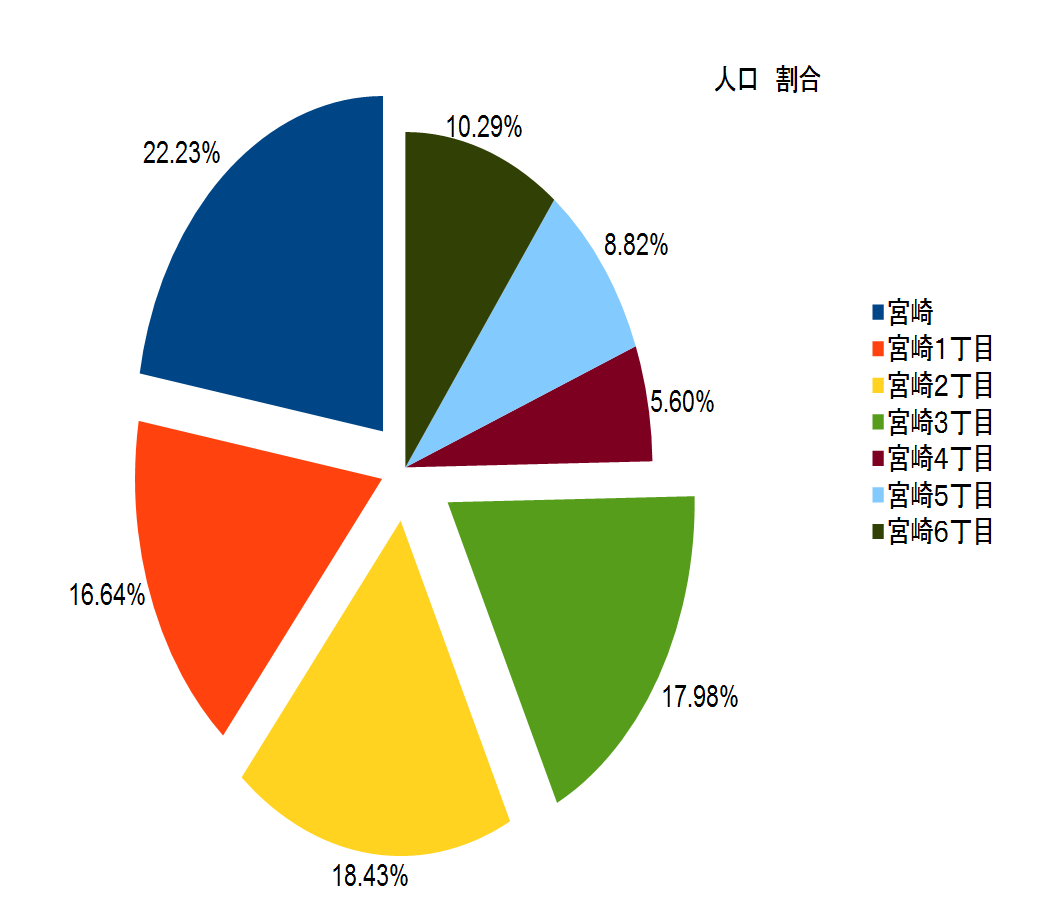 人口　割合
22.23%
10.29%
8.82%
5.60%
16.64%
17.98%
18.43%
宮崎
宮崎1丁目
宮崎2丁目
宮崎3丁目
宮崎4丁目
宮崎5丁目
宮崎6丁目